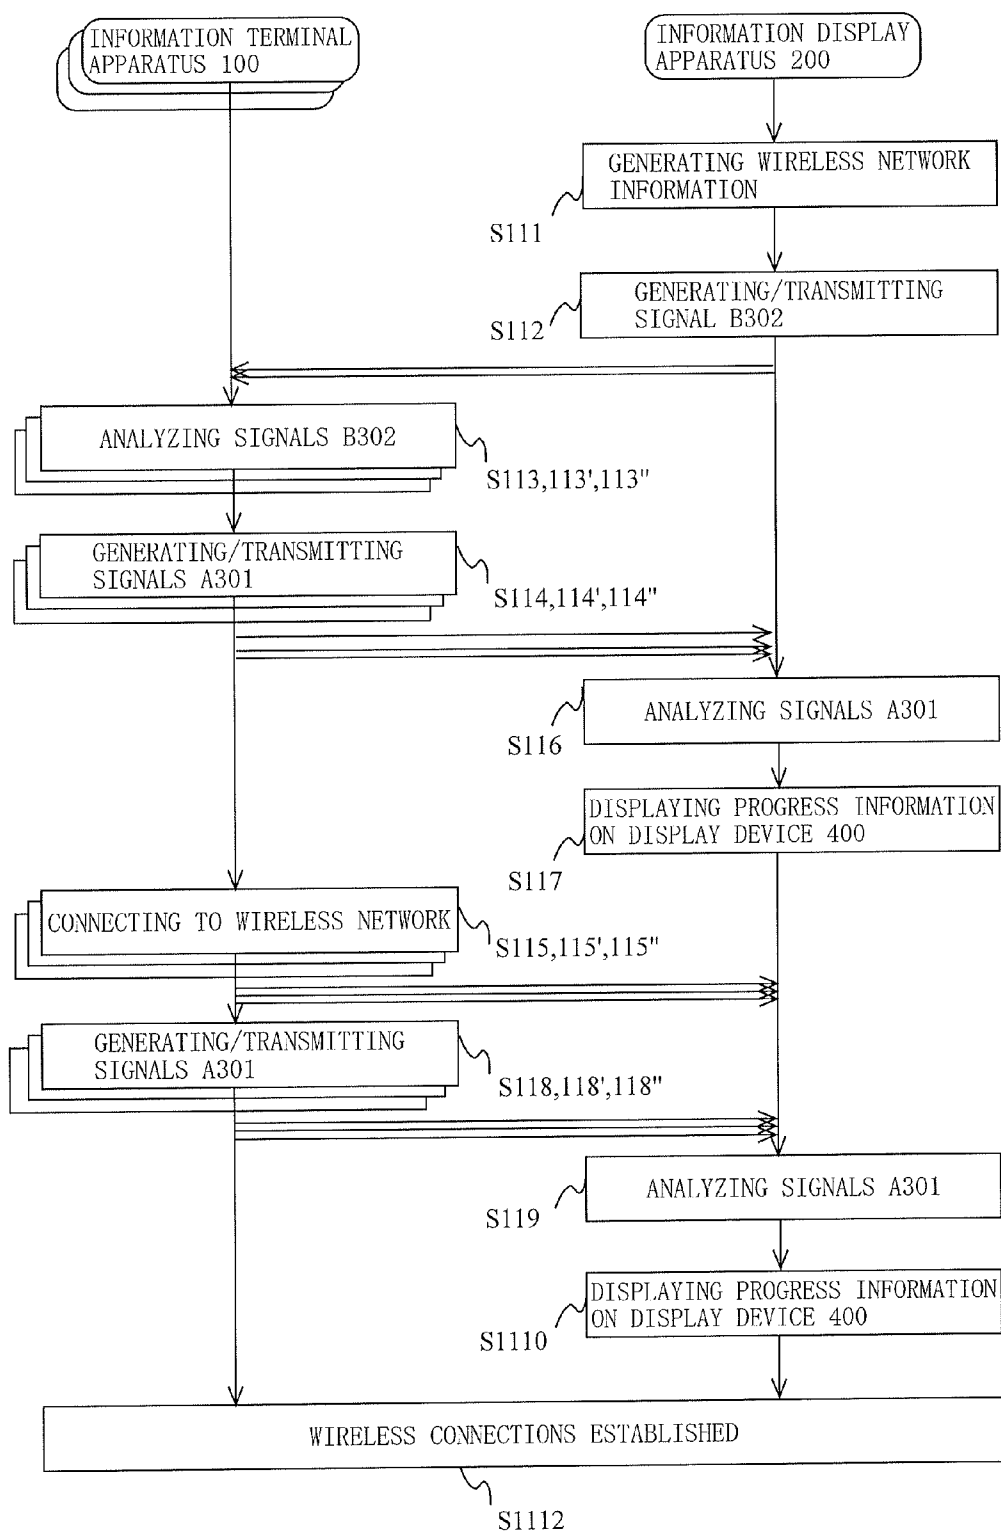 INFORMATION TERMINAL
APPARATUS 100
INFORMATION DISPLAY
APPARATUS 200
GENERATING WIRELESS NETWORK
INFORMATION
S111
GENERATING/TRANSMITTING
SIGNAL B302
S112
ANALYZING SIGNALS B302
S113,113',113"
GENERATING/TRANSMITTING
SIGNALS A301
S114,114',114"
ANALYZING SIGNALS A301
S116
DISPLAYING PROGRESS INFORMATION
ON DISPLAY DEVICE 400
S117
CONNECTING TO WIRELESS NETWORK
S115,115',115"
GENERATING/TRANSMITTING
SIGNALS A301
S118,118',118"
ANALYZING SIGNALS A301
S119
DISPLAYING PROGRESS INFORMATION
ON DISPLAY DEVICE 400
S1110
WIRELESS CONNECTIONS ESTABLISHED
S1112